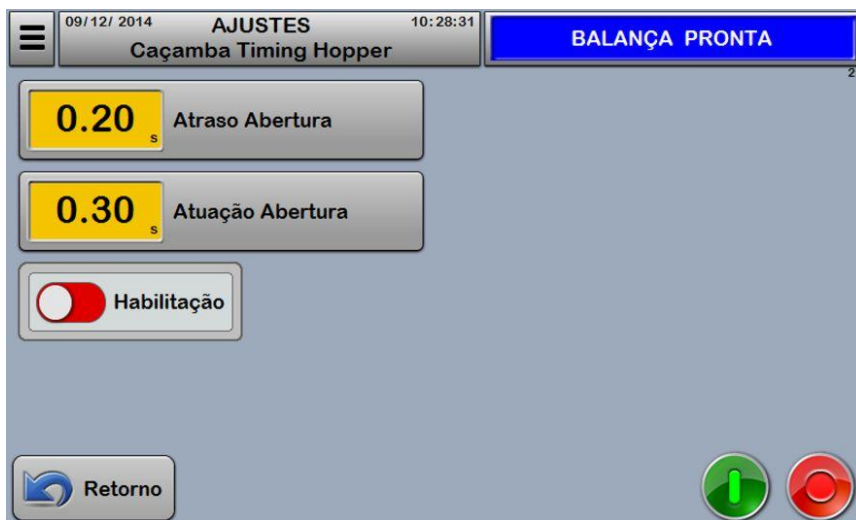 09/12/ 2014
AJUSTES
10:28:31
Caçamba Timing Hopper
BALANÇA PRONTA
2
0.20 s
Atraso Abertura
0.30 s
Atuação Abertura
Habilitação
Retorno